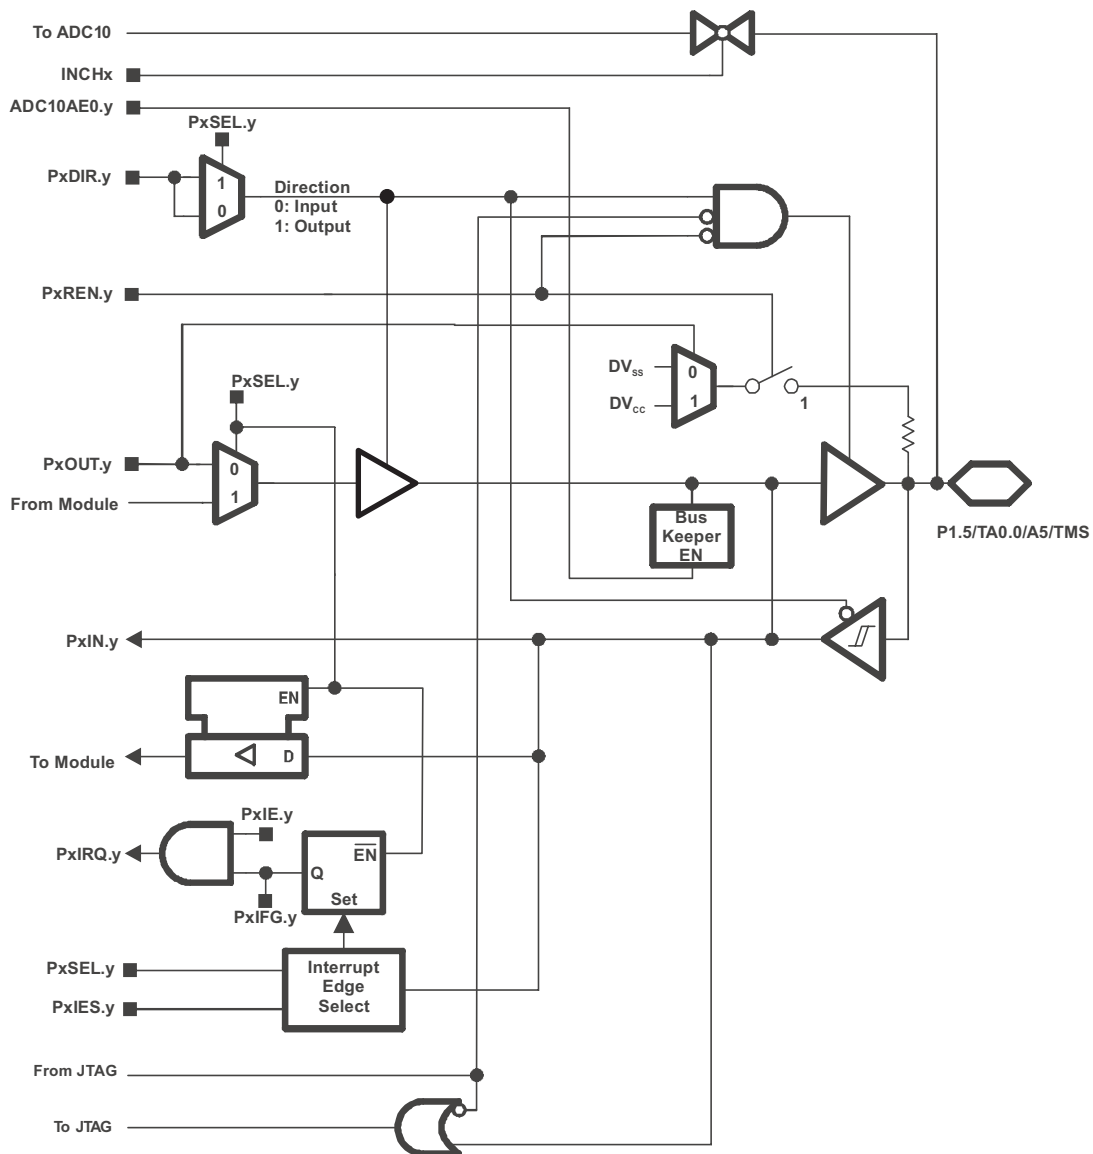 To ADC10
INCHx
ADC10AE0.y
PxSEL.y
PxDIR.y
1
0
Direction
0: Input
1: Output
PxREN.y
DVSS
0
DVCC
1
1
PxSEL.y
PxOUT.y
0
From Module
1
Bus
Keeper
EN
P1.5/TA0.0/A5/TMS
PxIN.y
EN
To Module
D
PxIE.y
PxIRQ.y
EN
Q
Set
PxIFG.y
PxSEL.y
PxIES.y
Interrupt
Edge
Select
From JTAG
To JTAG